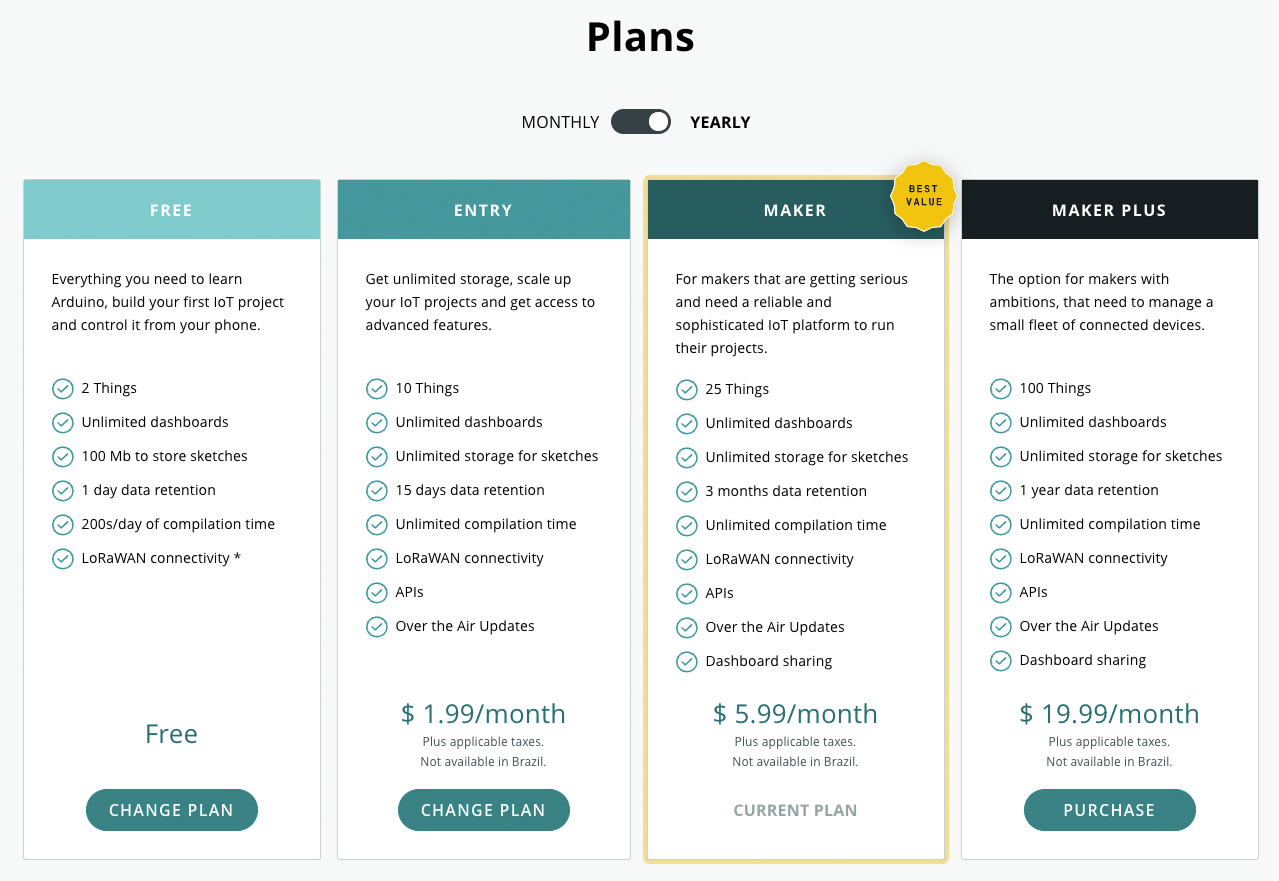 Plans
MONTHLY
YEARLY
FREE
Everything you need to learn
Arduino, build your first IoT project
and control it from your phone.
2 Things
Unlimited dashboards
100 Mb to store sketches
1 day data retention
200s/day of compilation time
LoRaWAN connectivity *
Free
CHANGE PLAN
ENTRY
Get unlimited storage, scale up
your IoT projects and get access to
advanced features.
10 Things
Unlimited dashboards
Unlimited storage for sketches
15 days data retention
Unlimited compilation time
LoRaWAN connectivity
APIs
Over the Air Updates
$ 1.99/month
Plus applicable taxes.
Not available in Brazil.
CHANGE PLAN
BEST
VALUE
MAKER
For makers that are getting serious
and need a reliable and
sophisticated IoT platform to run
their projects.
25 Things
Unlimited dashboards
Unlimited storage for sketches
3 months data retention
Unlimited compilation time
LoRaWAN connectivity
APIs
Over the Air Updates
Dashboard sharing
$ 5.99/month
Plus applicable taxes.
Not available in Brazil.
CURRENT PLAN
MAKER PLUS
The option for makers with
ambitions, that need to manage a
small fleet of connected devices.
100 Things
Unlimited dashboards
Unlimited storage for sketches
1 year data retention
Unlimited compilation time
LoRaWAN connectivity
APIs
Over the Air Updates
Dashboard sharing
$ 19.99/month
Plus applicable taxes.
Not available in Brazil.
PURCHASE